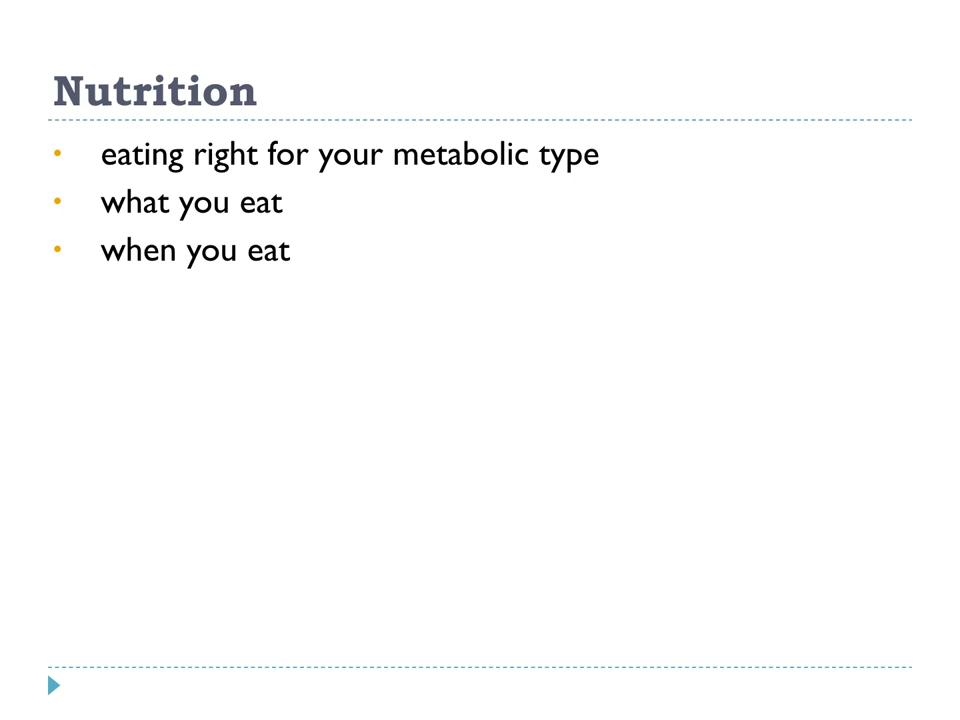 Nutrition
• eating right for your metabolic type
• what you eat
• when you eat